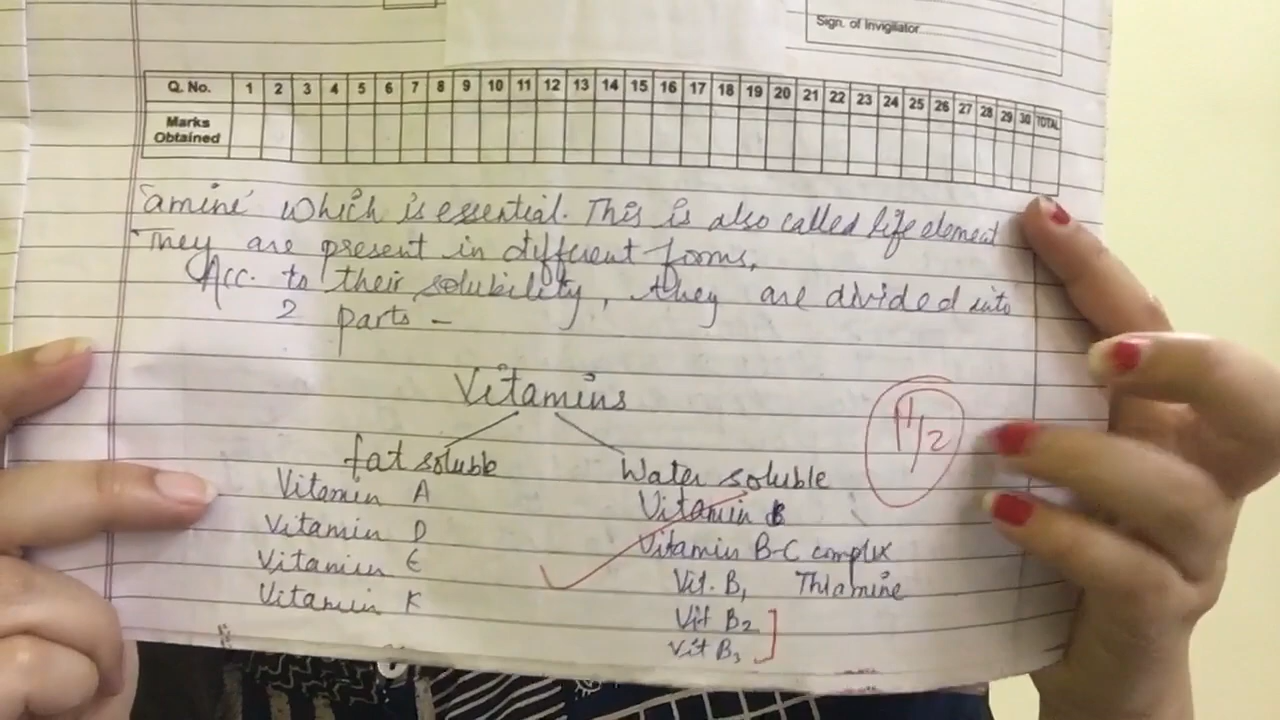 Sign. of Invigilator
Q. No. 1 2 3 4 5 6 7 8 9 10 11 12 13 14 15 16 17 18 19 20 21 22 23 24 25 26 27 28 29 30 TOTAL
Marks Obtained
'amine' which is essential. This is also called life element
They are present in different forms.
Acc. to their solubility, they are divided into
2 parts -
Vitamins
fat soluble Water soluble
Vitamin A Vitamin
Vitamin D Vitamin B-C complex
Vitamin E Vit. B1 Thiamine
Vitamin K Vit B2
Vit B3
1 1/2